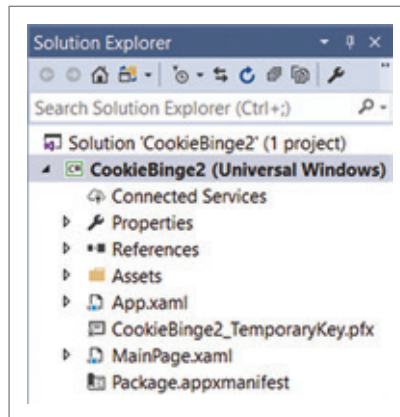 Solution Explorer
Search Solution Explorer (Ctrl+;)
Solution 'CookieBinge2' (1 project)
C# CookieBinge2 (Universal Windows)
Connected Services
Properties
References
Assets
App.xaml
CookieBinge2_TemporaryKey.pfx
MainPage.xaml
Package.appxmanifest